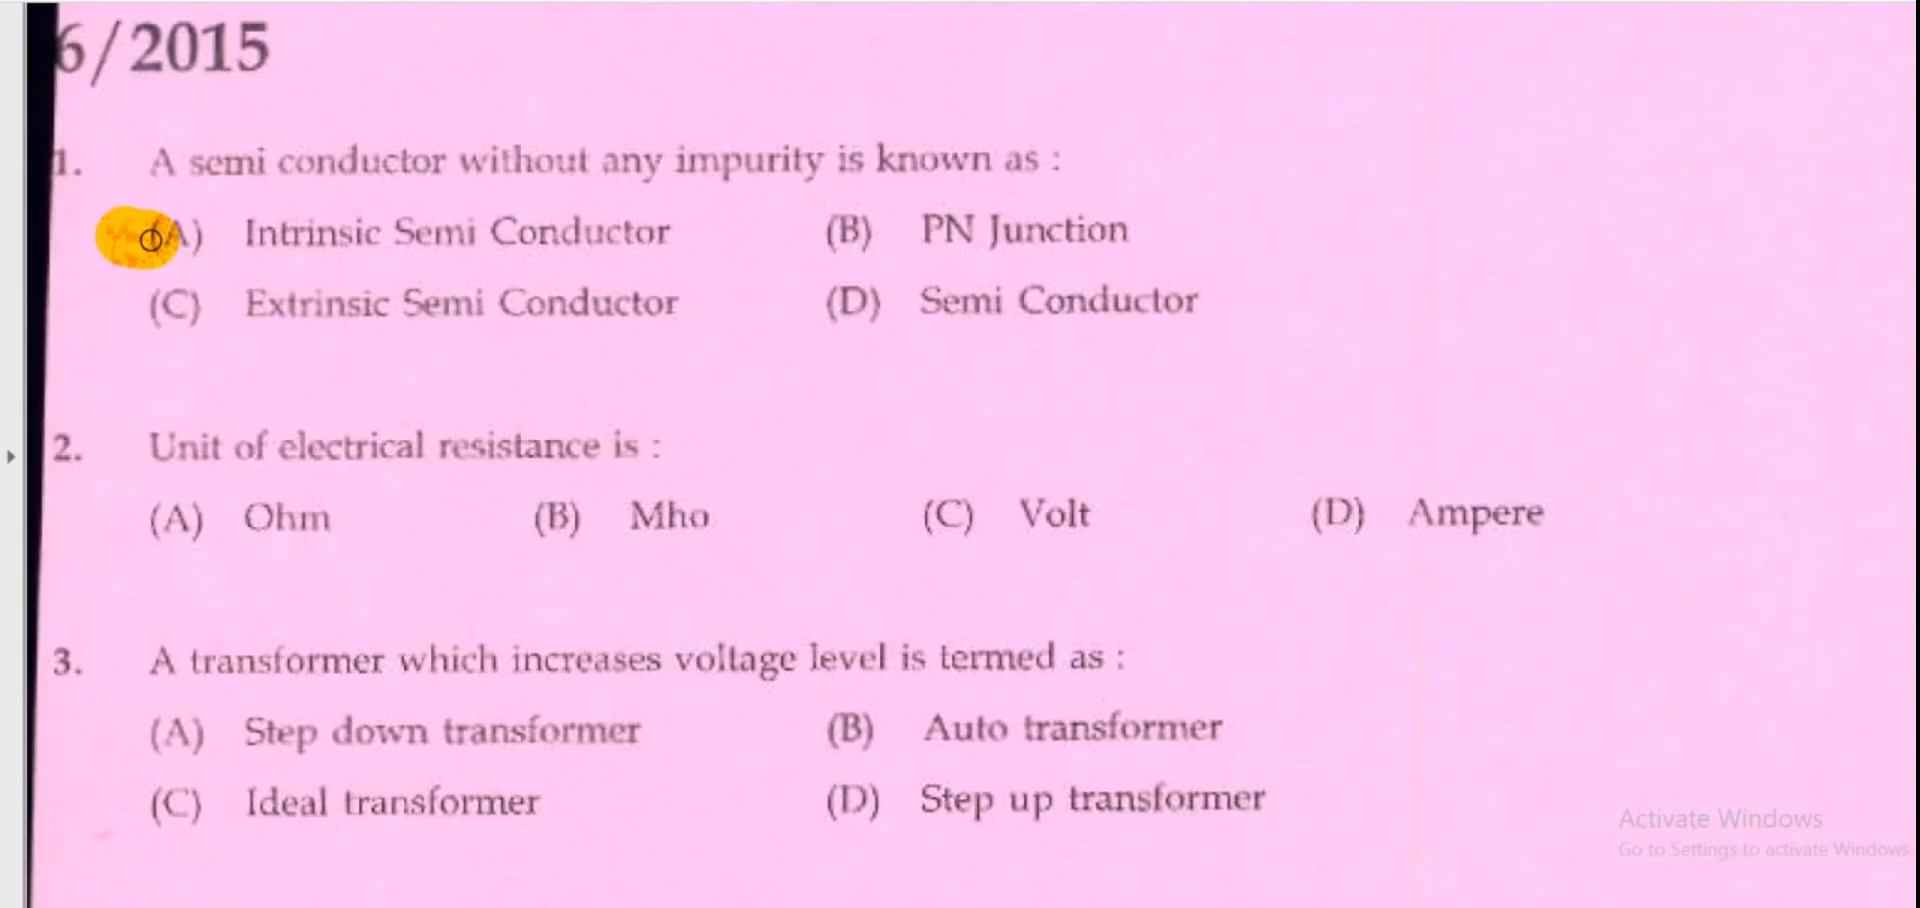 6/2015
1. A semi conductor without any impurity is known as :
(A) Intrinsic Semi Conductor (B) PN Junction
(C) Extrinsic Semi Conductor (D) Semi Conductor
2. Unit of electrical resistance is :
(A) Ohm (B) Mho (C) Volt (D) Ampere
3. A transformer which increases voltage level is termed as :
(A) Step down transformer (B) Auto transformer
(C) Ideal transformer (D) Step up transformer
Activate Windows
Go to Settings to activate Windows